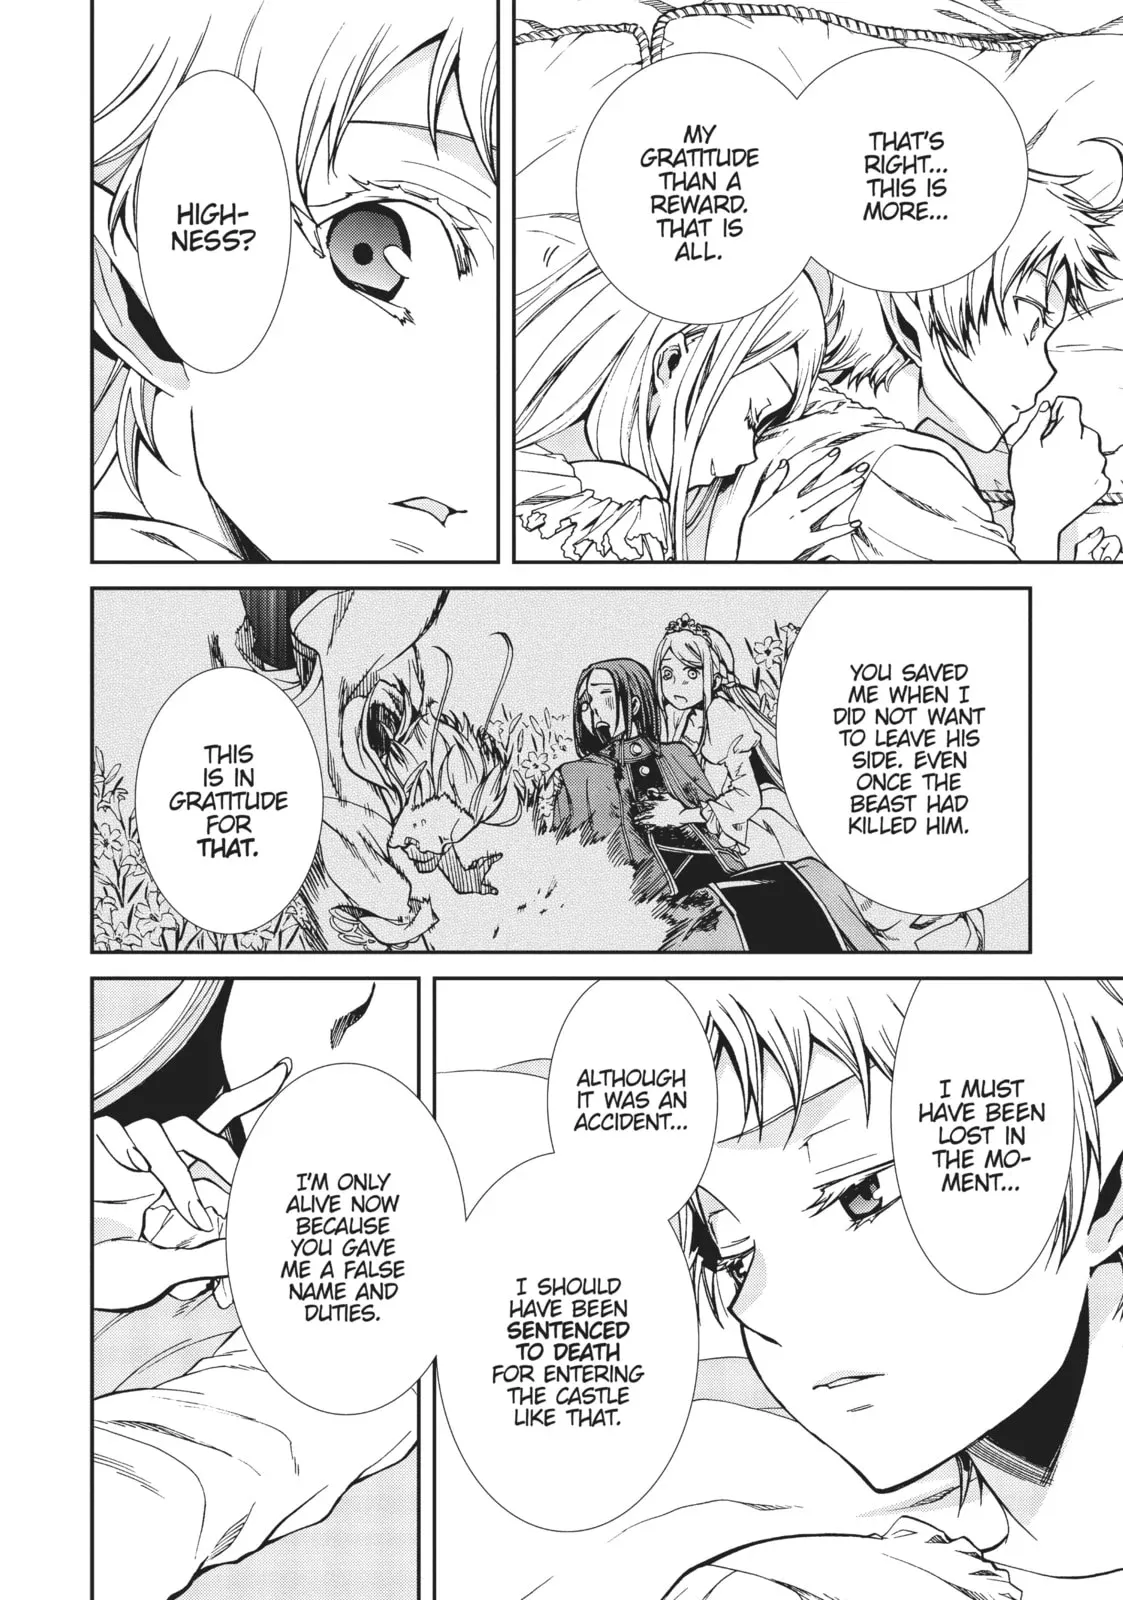 THAT'S
RIGHT...
THIS IS
MORE...
MY
GRATITUDE
THAN A
REWARD.
THAT IS
ALL.
HIGH-
NESS?
YOU SAVED
ME WHEN I
DID NOT WANT
TO LEAVE HIS
SIDE. EVEN
ONCE THE
BEAST HAD
KILLED HIM.
THIS
IS IN
GRATITUDE
FOR
THAT.
I MUST
HAVE BEEN
LOST IN
THE MO-
MENT...
ALTHOUGH
IT WAS AN
ACCIDENT...
I SHOULD
HAVE BEEN
SENTENCED
TO DEATH
FOR ENTERING
THE CASTLE
LIKE THAT.
I'M ONLY
ALIVE NOW
BECAUSE
YOU GAVE
ME A FALSE
NAME AND
DUTIES.